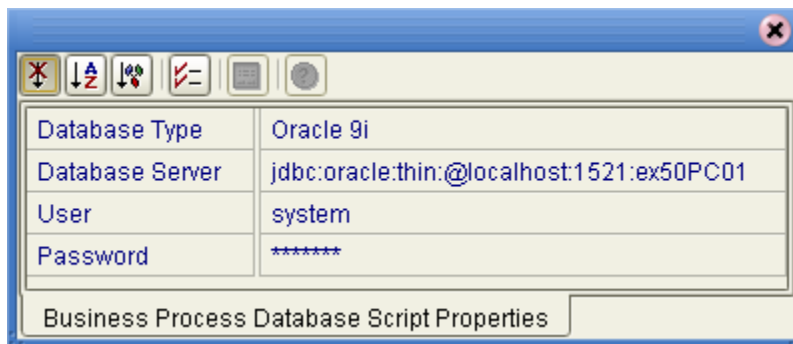 Database Type Oracle 9i
Database Server jdbc:oracle:thin:@localhost:1521:ex50PC01
User system
Password *******
Business Process Database Script Properties